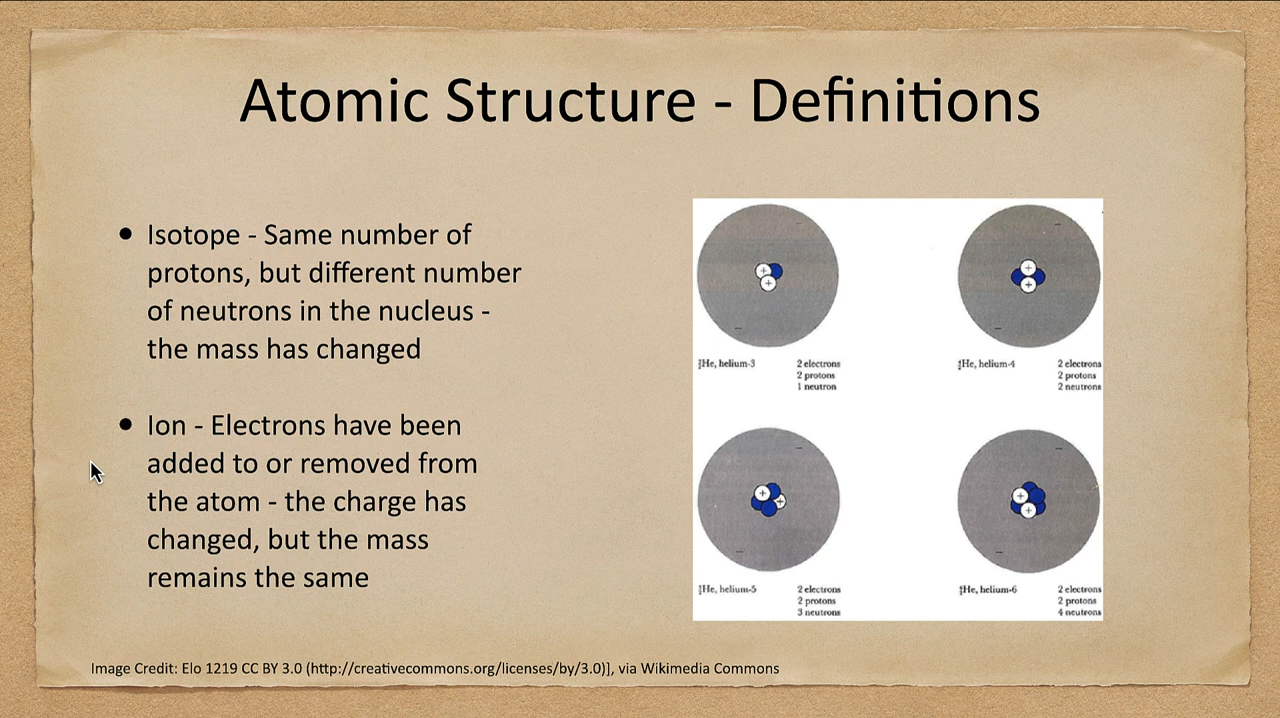 Atomic Structure - Definitions
• Isotope - Same number of
protons, but different number
of neutrons in the nucleus -
the mass has changed
• Ion - Electrons have been
added to or removed from
the atom - the charge has
changed, but the mass
remains the same
+
+
-
-
³₂He, helium-3
2 electrons
2 protons
1 neutron
+
+
-
-
⁴₂He, helium-4
2 electrons
2 protons
2 neutrons
+
+
-
-
⁵₂He, helium-5
2 electrons
2 protons
3 neutrons
+
+
-
-
⁶₂He, helium-6
2 electrons
2 protons
4 neutrons
Image Credit: Elo 1219 CC BY 3.0 (http://creativecommons.org/licenses/by/3.0)], via Wikimedia Commons